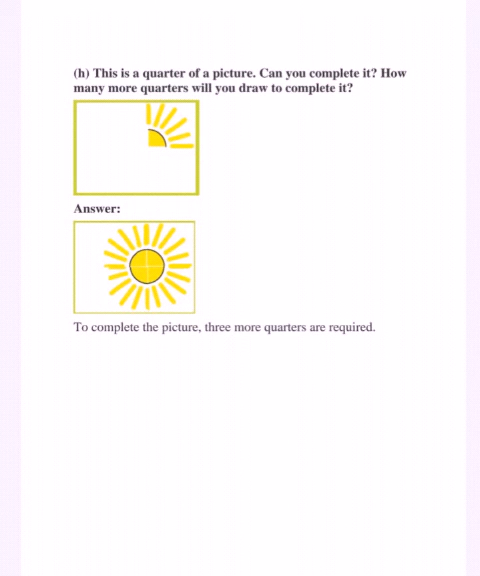 (h) This is a quarter of a picture. Can you complete it? How
many more quarters will you draw to complete it?
Answer:
To complete the picture, three more quarters are required.